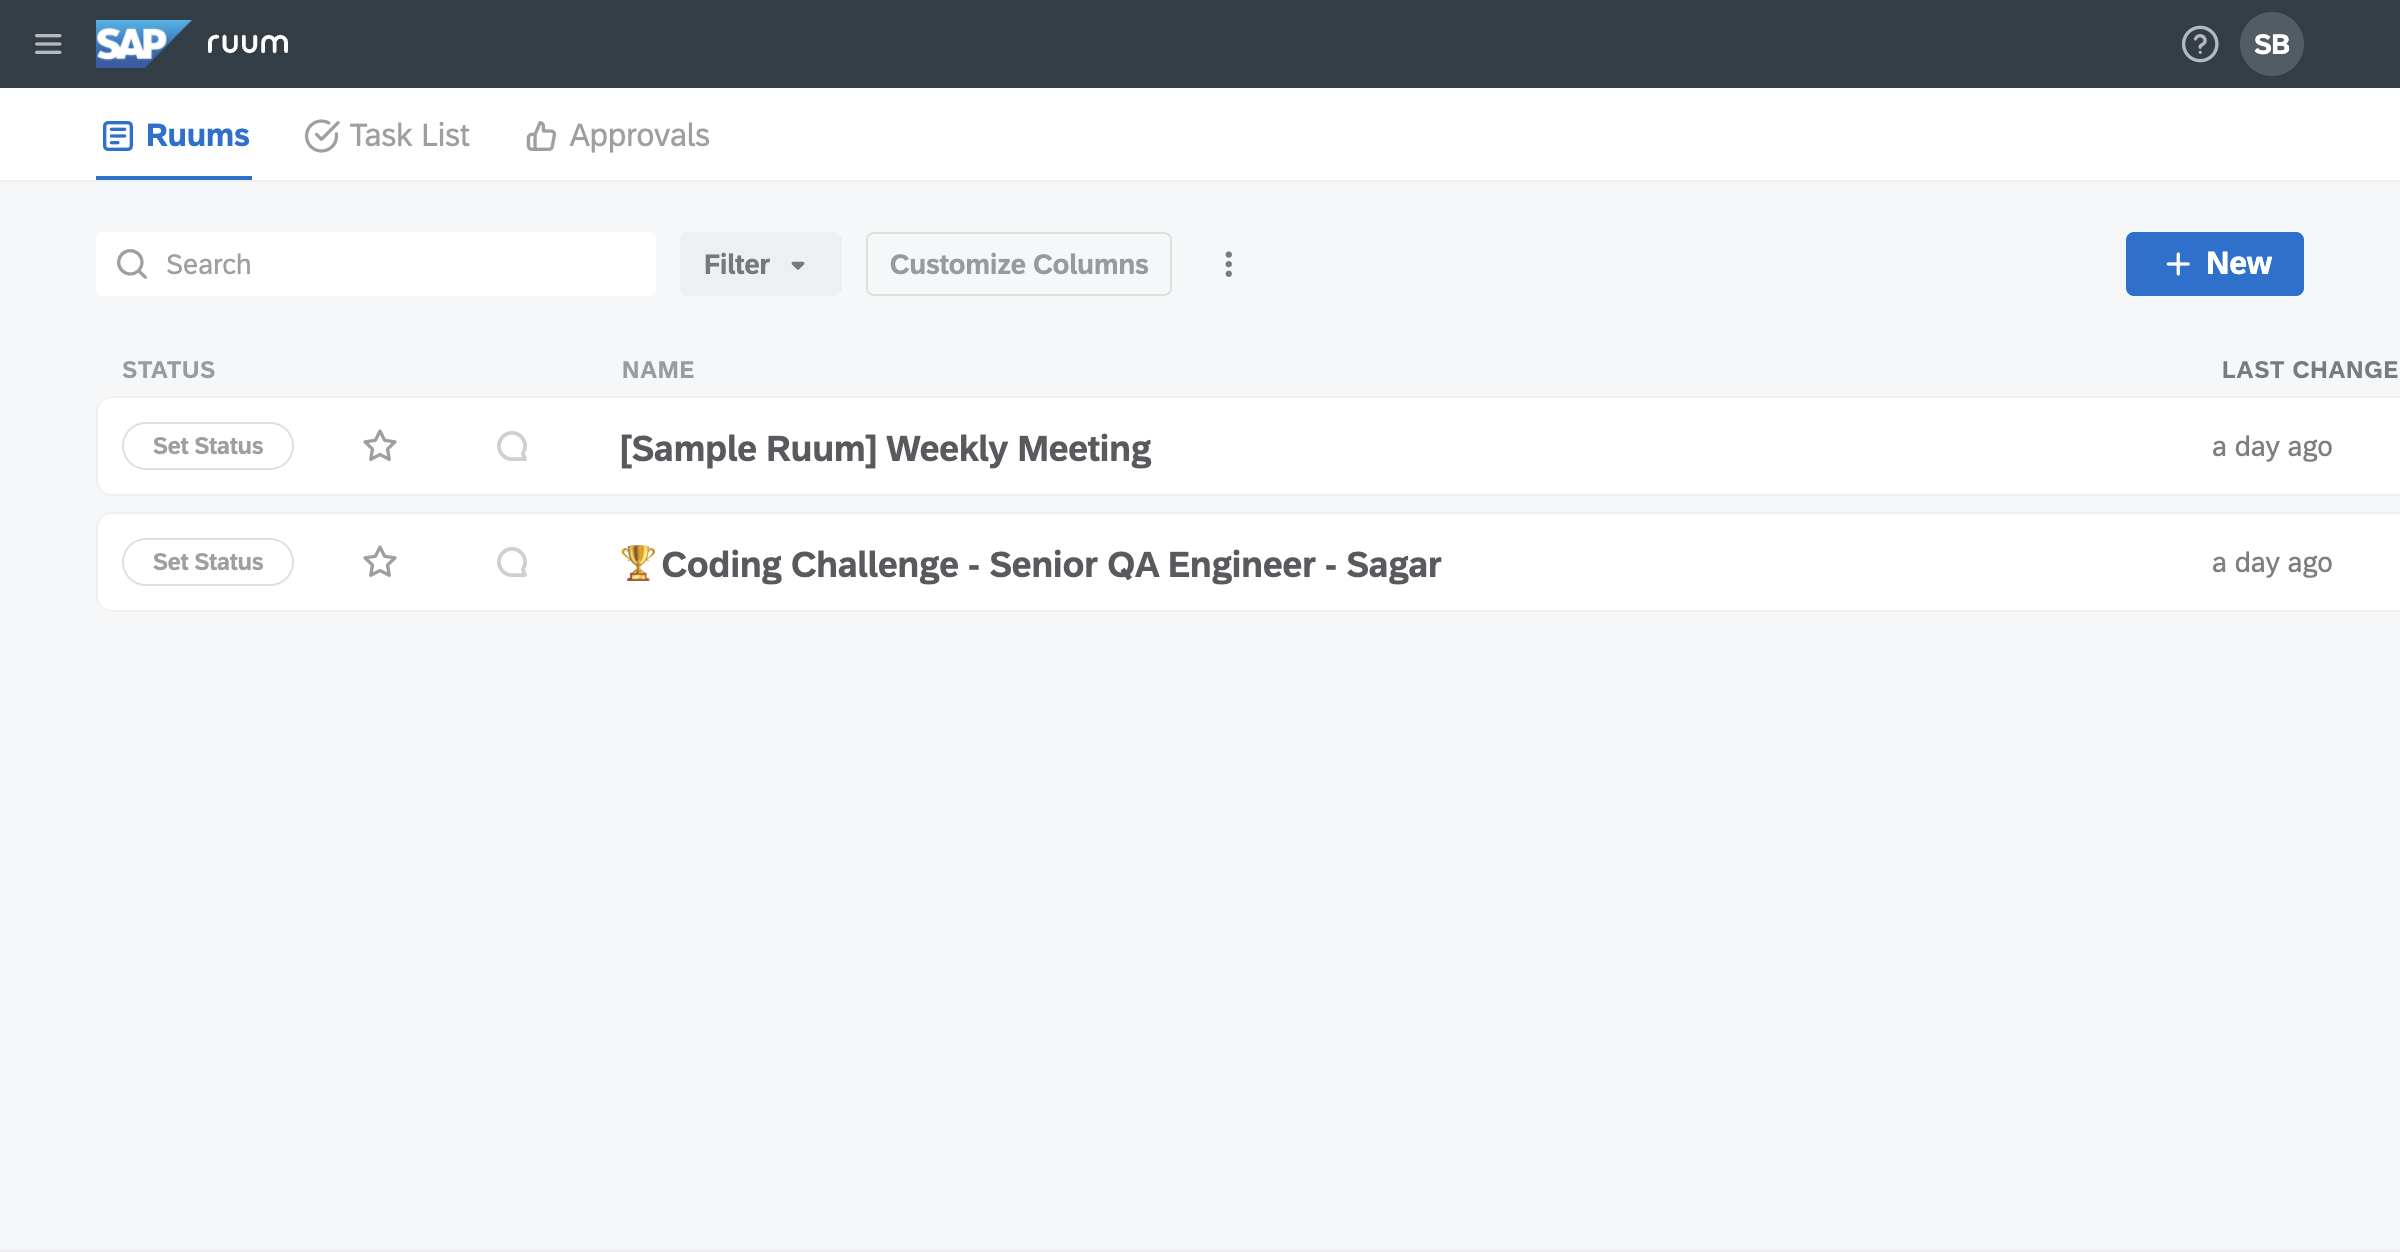 SAP ruum SB
Ruums Task List Approvals
Search Filter Customize Columns + New
STATUS NAME LAST CHANGE
Set Status [Sample Ruum] Weekly Meeting a day ago
Set Status 🏆 Coding Challenge - Senior QA Engineer - Sagar a day ago